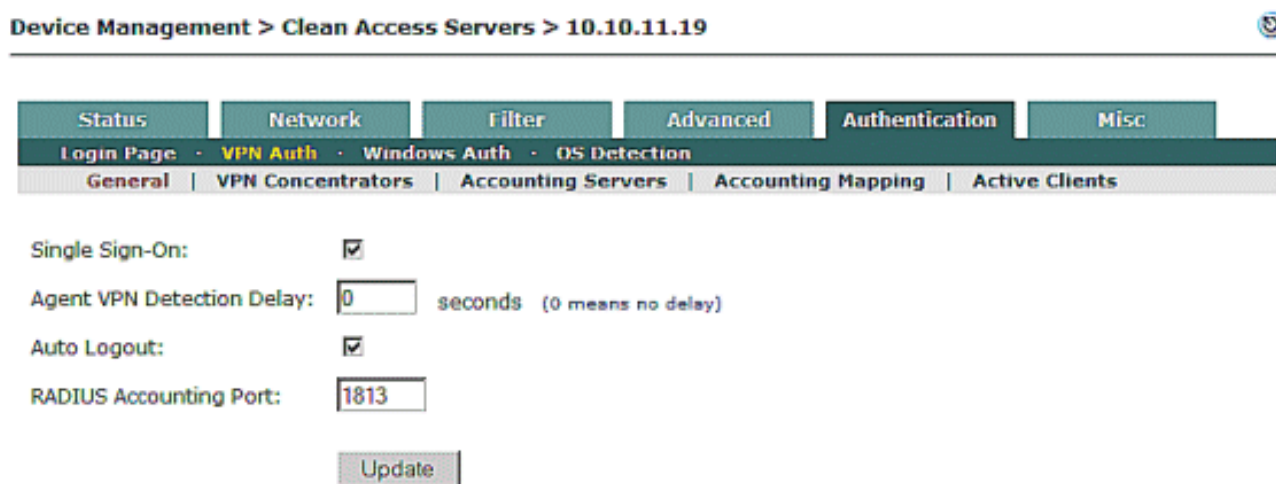 Device Management > Clean Access Servers > 10.10.11.19
Status Network Filter Advanced Authentication Misc
Login Page · VPN Auth · Windows Auth · OS Detection
General | VPN Concentrators | Accounting Servers | Accounting Mapping | Active Clients
Single Sign-On:
Agent VPN Detection Delay: 0 seconds (0 means no delay)
Auto Logout:
RADIUS Accounting Port: 1813
Update